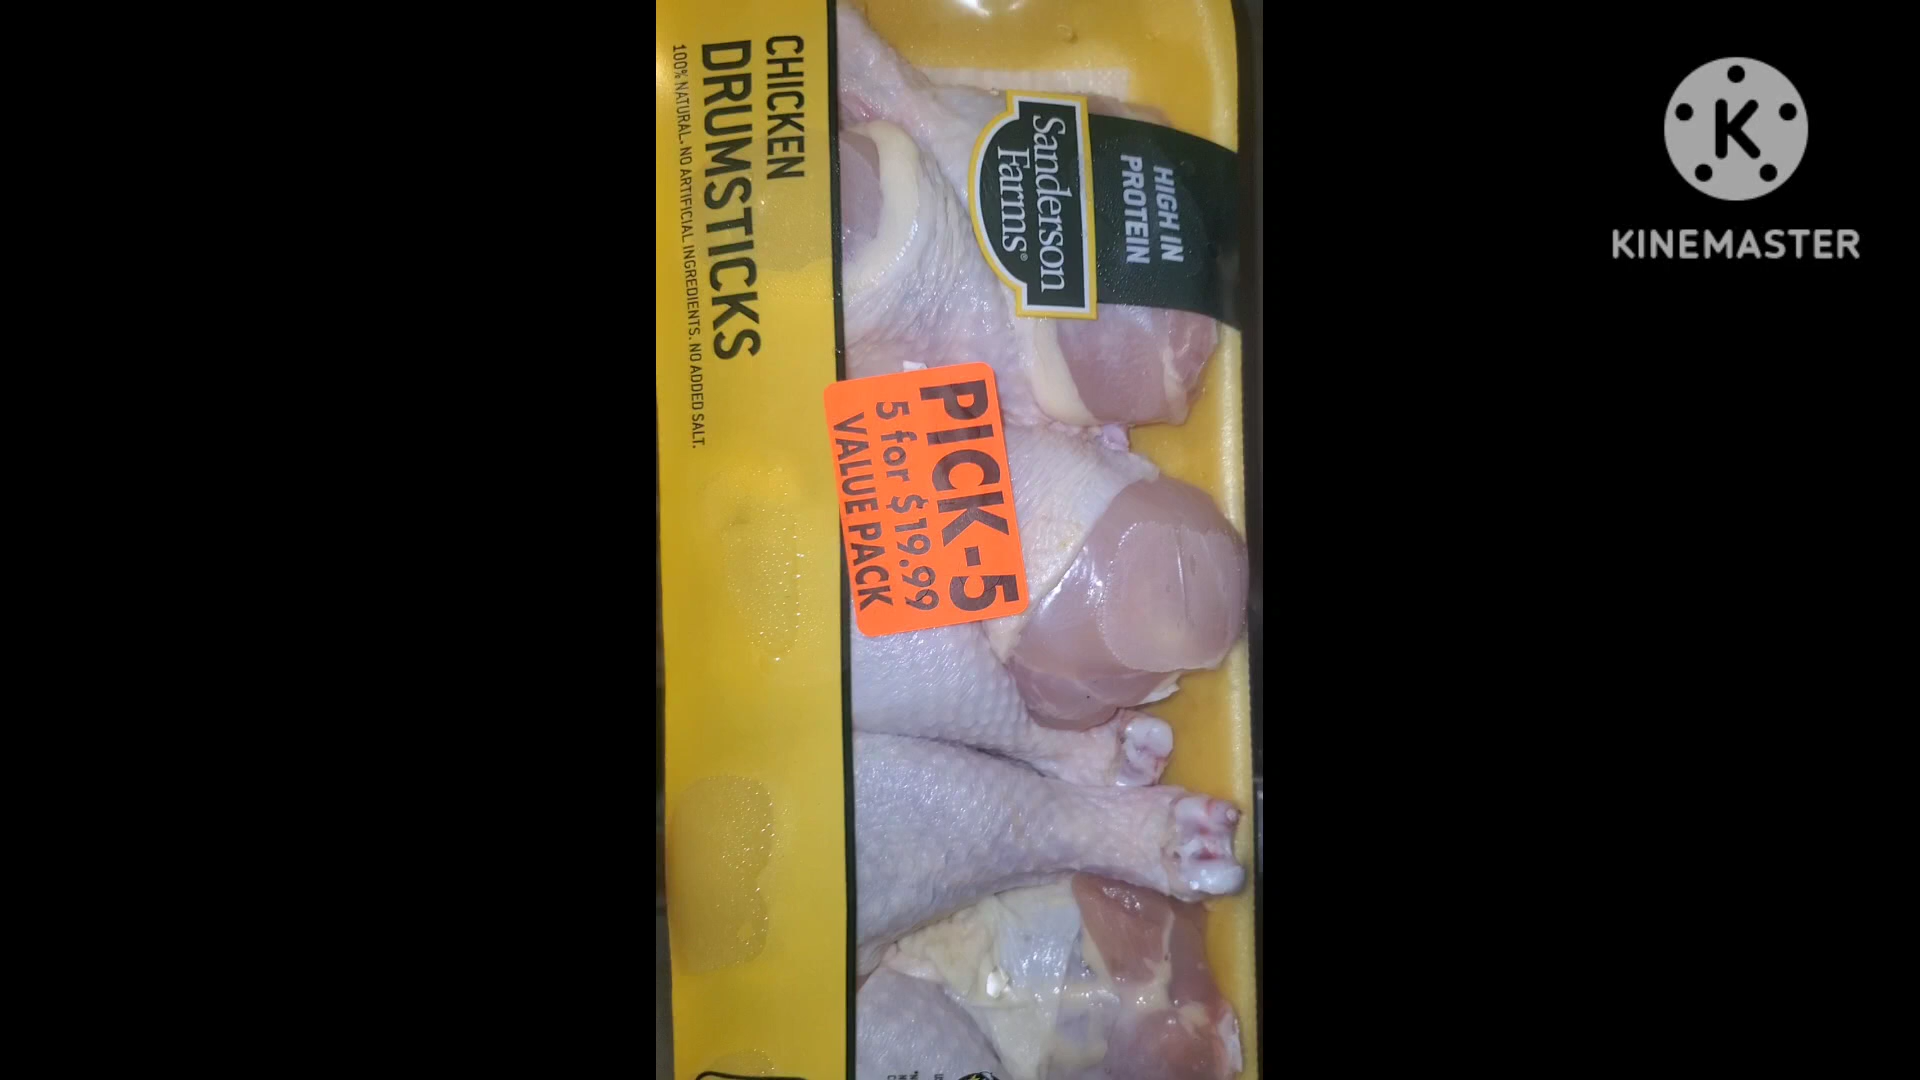 CHICKEN
DRUMSTICKS
100% NATURAL. NO ARTIFICIAL INGREDIENTS. NO ADDED SALT.
HIGH IN
PROTEIN
Sanderson
Farms®
PICK-5
5 for $19.99
VALUE PACK
K
KINEMASTER